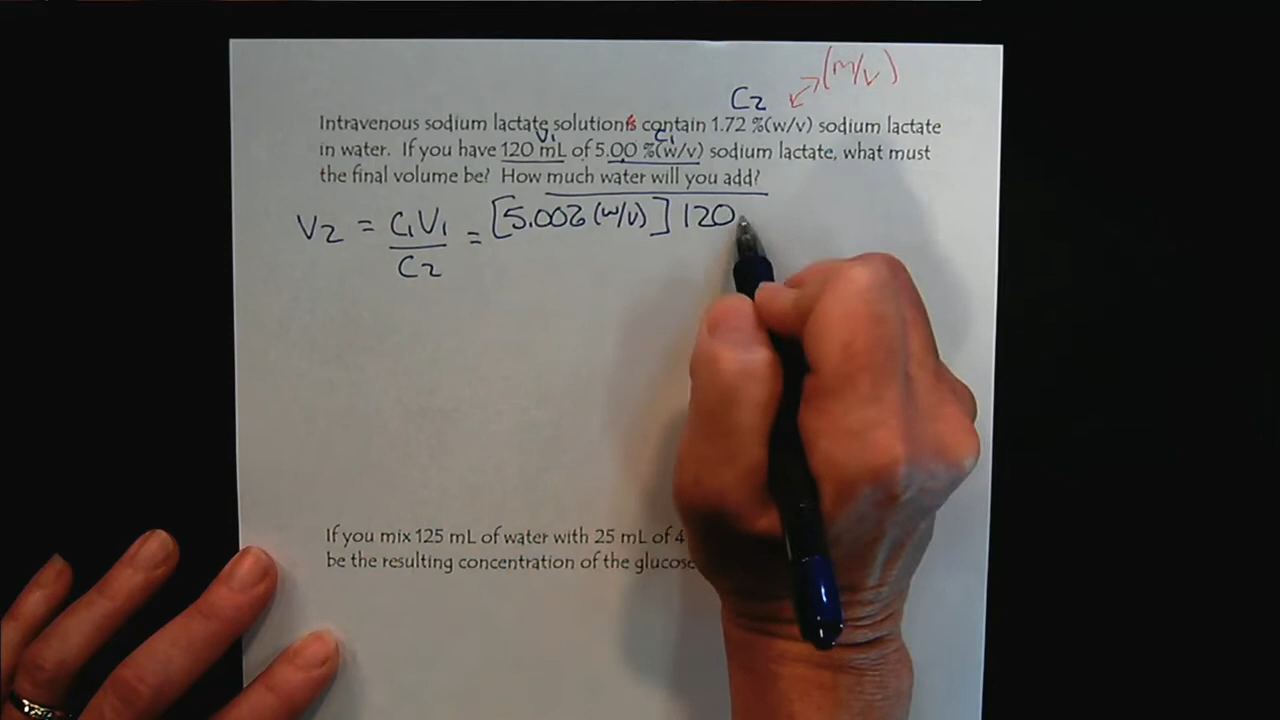 (m/v)
C2
Intravenous sodium lactate solutions contain 1.72 %(w/v) sodium lactate
V1 C1
in water. If you have 120 mL of 5.00 %(w/v) sodium lactate, what must
the final volume be? How much water will you add?
V2 = C1V1 / C2 = [5.00% (w/v)] 120
If you mix 125 mL of water with 25 mL of 4
be the resulting concentration of the glucose